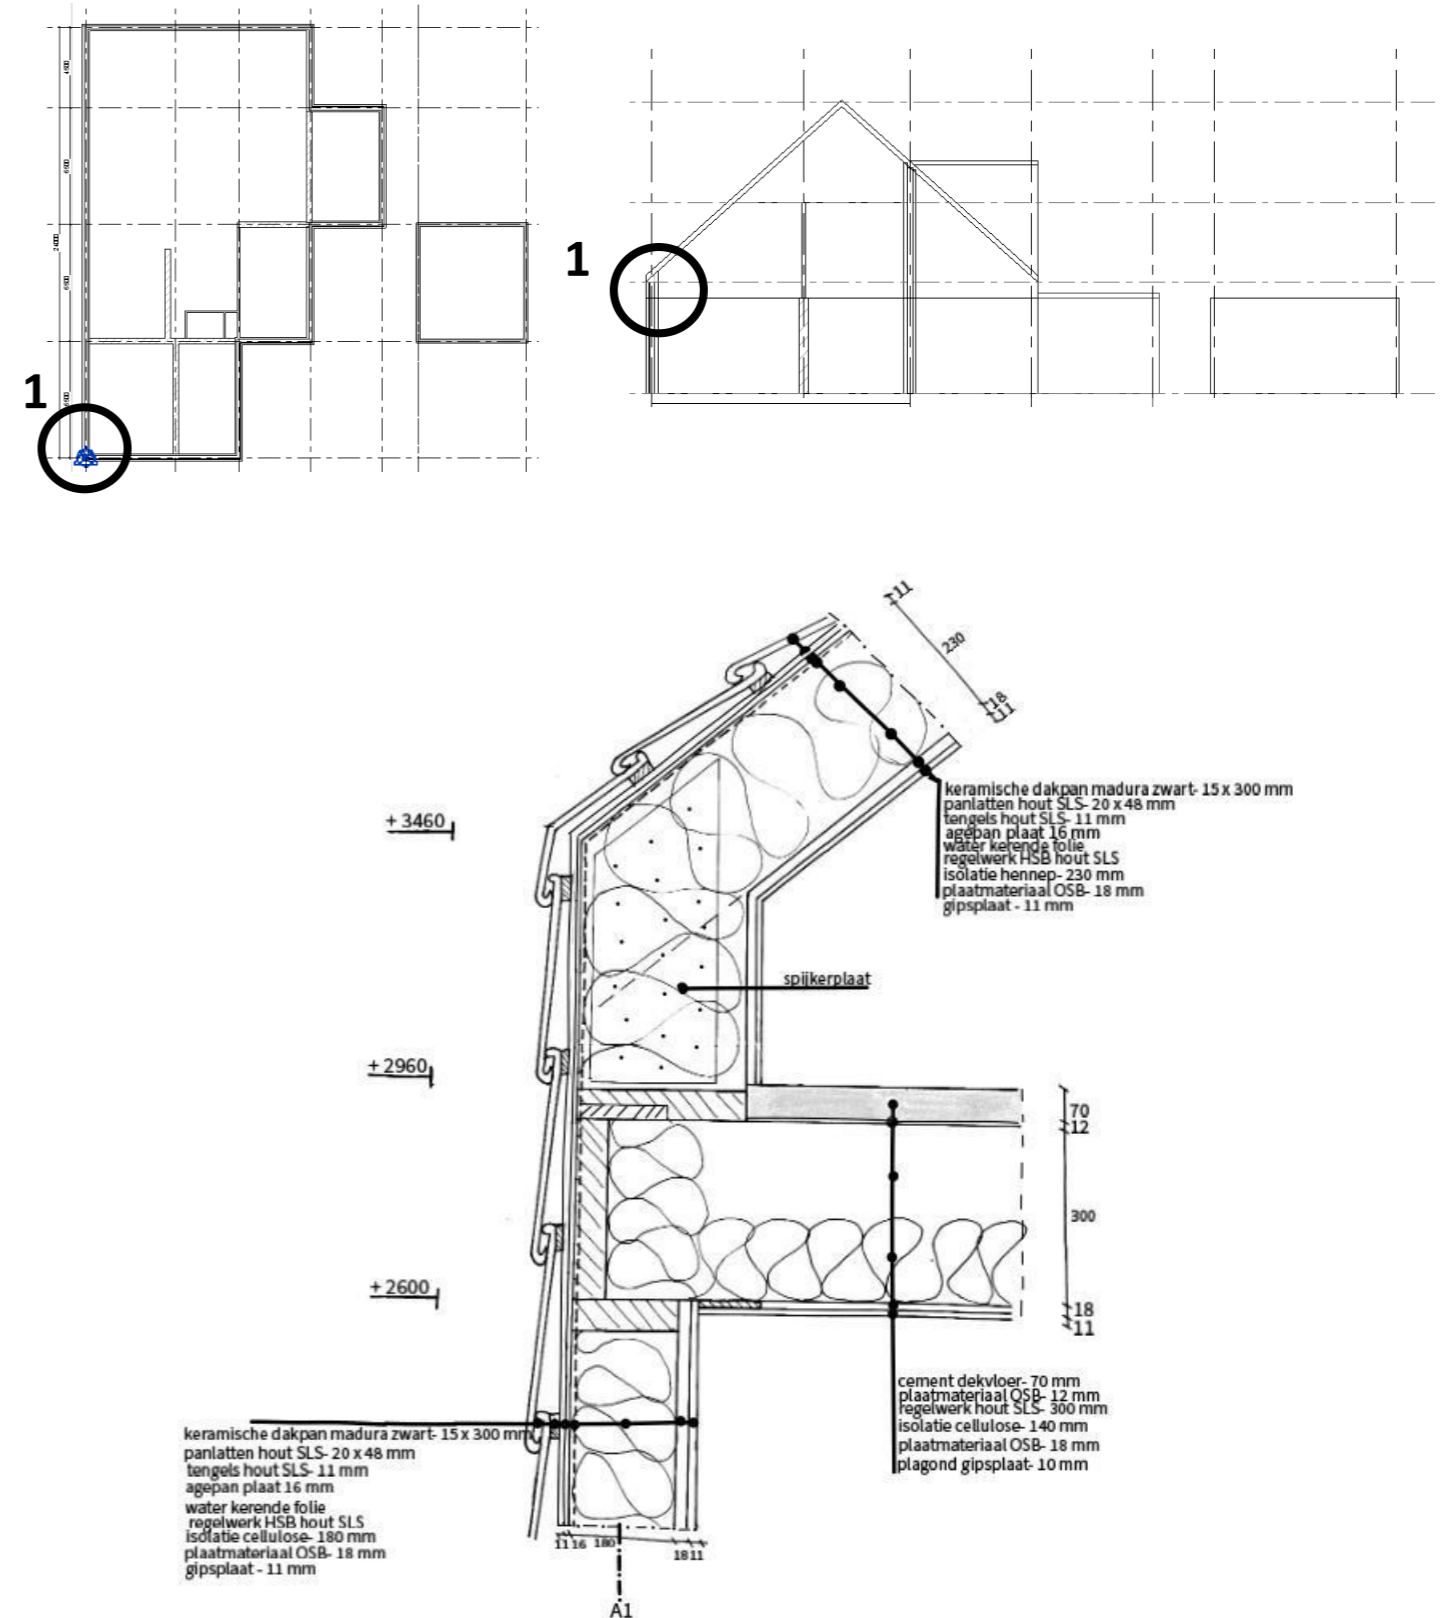 4500
6500
24000
6500
6500
1
1
11
230
18
11
keramische dakpan madura zwart- 15 x 300 mm
panlatten hout SLS- 20 x 48 mm
tengels hout SLS- 11 mm
agepan plaat 16 mm
water kerende folie
regelwerk HSB hout SLS
isolatie hennep- 230 mm
plaatmateriaal OSB- 18 mm
gipsplaat - 11 mm
+ 3460
spijkerplaat
+ 2960
70
12
300
+ 2600
18
11
cement dekvloer- 70 mm
plaatmateriaal OSB- 12 mm
regelwerk hout SLS- 300 mm
isolatie cellulose- 140 mm
plaatmateriaal OSB- 18 mm
plagond gipsplaat- 10 mm
keramische dakpan madura zwart- 15 x 300 mm
panlatten hout SLS- 20 x 48 mm
tengels hout SLS- 11 mm
agepan plaat 16 mm
water kerende folie
regelwerk HSB hout SLS
isolatie cellulose- 180 mm
plaatmateriaal OSB- 18 mm
gipsplaat - 11 mm
11 16 180 18 11
A1